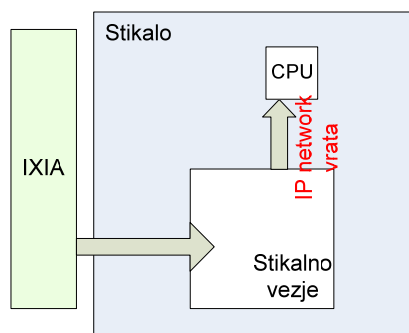 Stikalo
CPU
IP network
vrata
IXIA
Stikalno
vezje